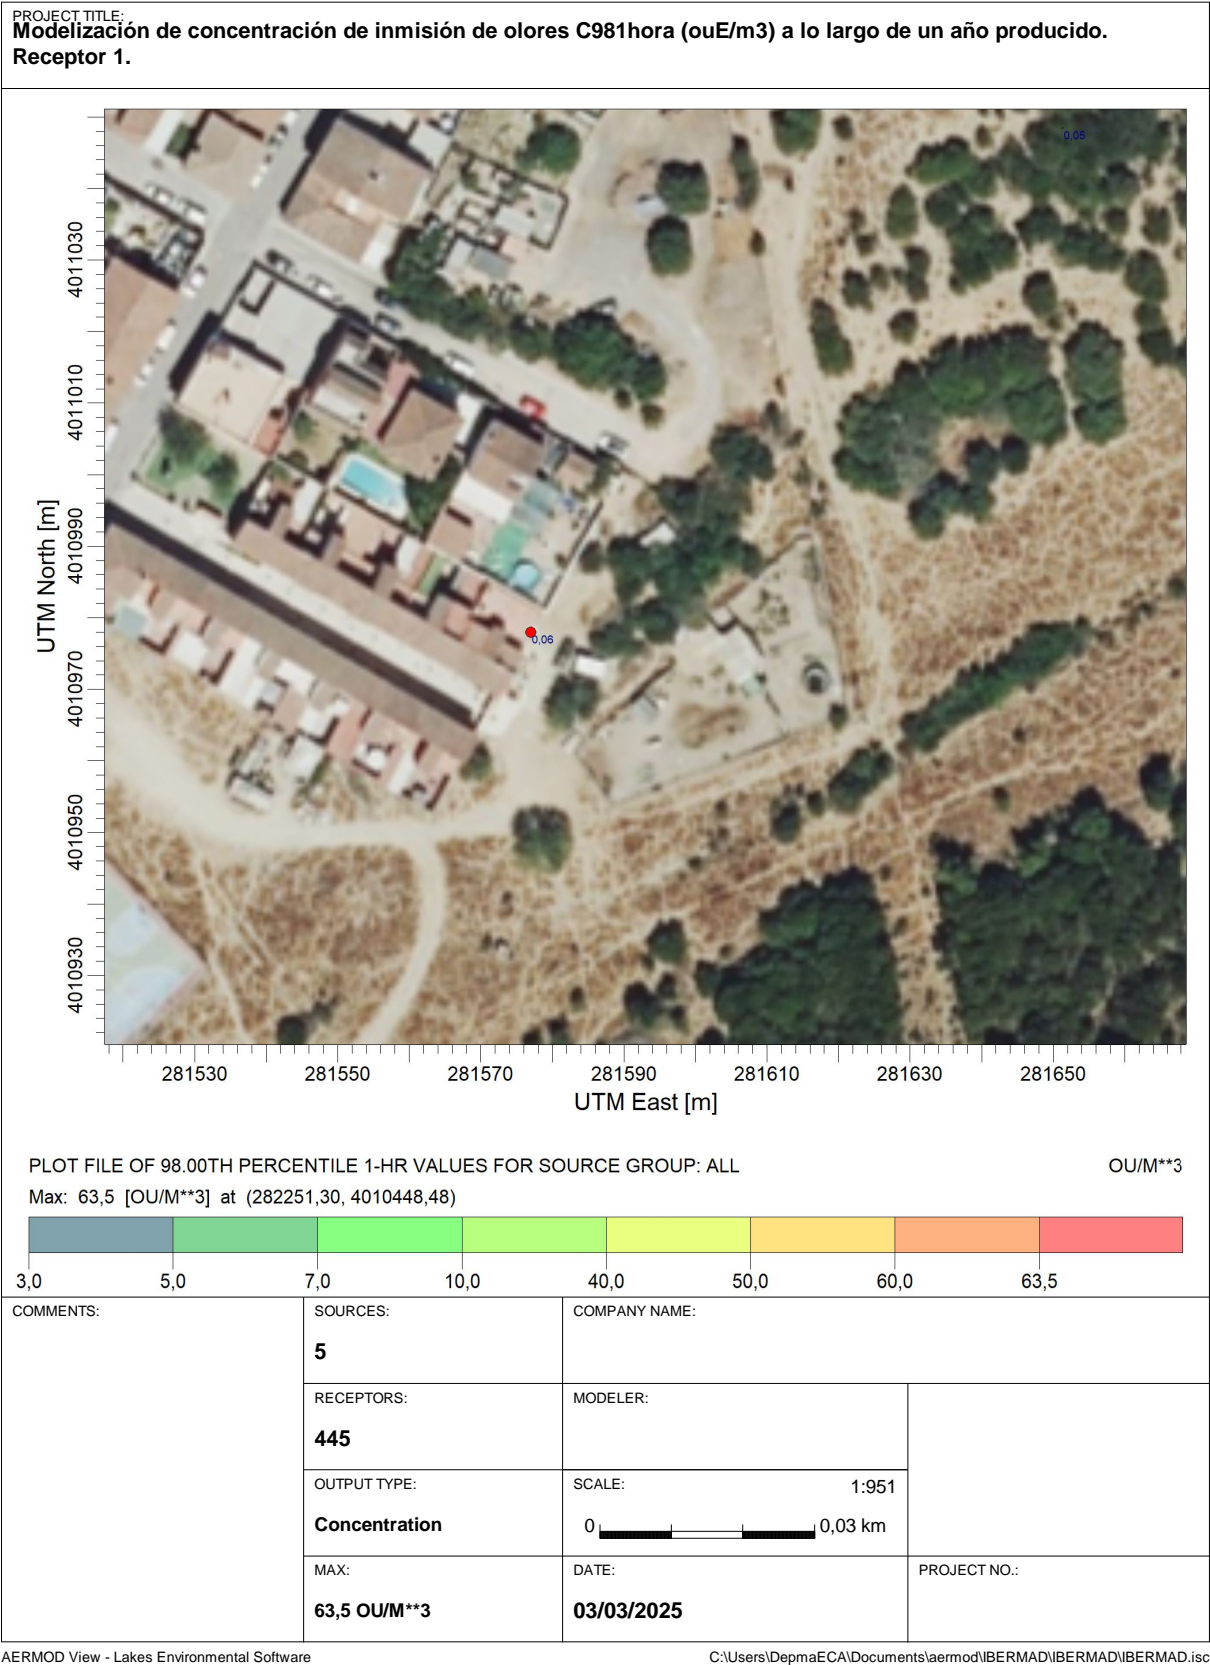 PROJECT TITLE:
Modelización de concentración de inmisión de olores C981hora (ouE/m3) a lo largo de un año producido.
Receptor 1.
0,05
0,06
UTM North [m]
4011030
4011010
4010990
4010970
4010950
4010930
281530 281550 281570 281590 281610 281630 281650
UTM East [m]
PLOT FILE OF 98.00TH PERCENTILE 1-HR VALUES FOR SOURCE GROUP: ALL OU/M**3
Max: 63,5 [OU/M**3] at (282251,30, 4010448,48)
3,0 5,0 7,0 10,0 40,0 50,0 60,0 63,5
COMMENTS:
SOURCES:
5
COMPANY NAME:
RECEPTORS:
445
MODELER:
OUTPUT TYPE:
Concentration
SCALE: 1:951
0 0,03 km
MAX:
63,5 OU/M**3
DATE:
03/03/2025
PROJECT NO.:
AERMOD View - Lakes Environmental Software C:\Users\DepmaECA\Documents\aermod\IBERMAD\IBERMAD\IBERMAD.isc